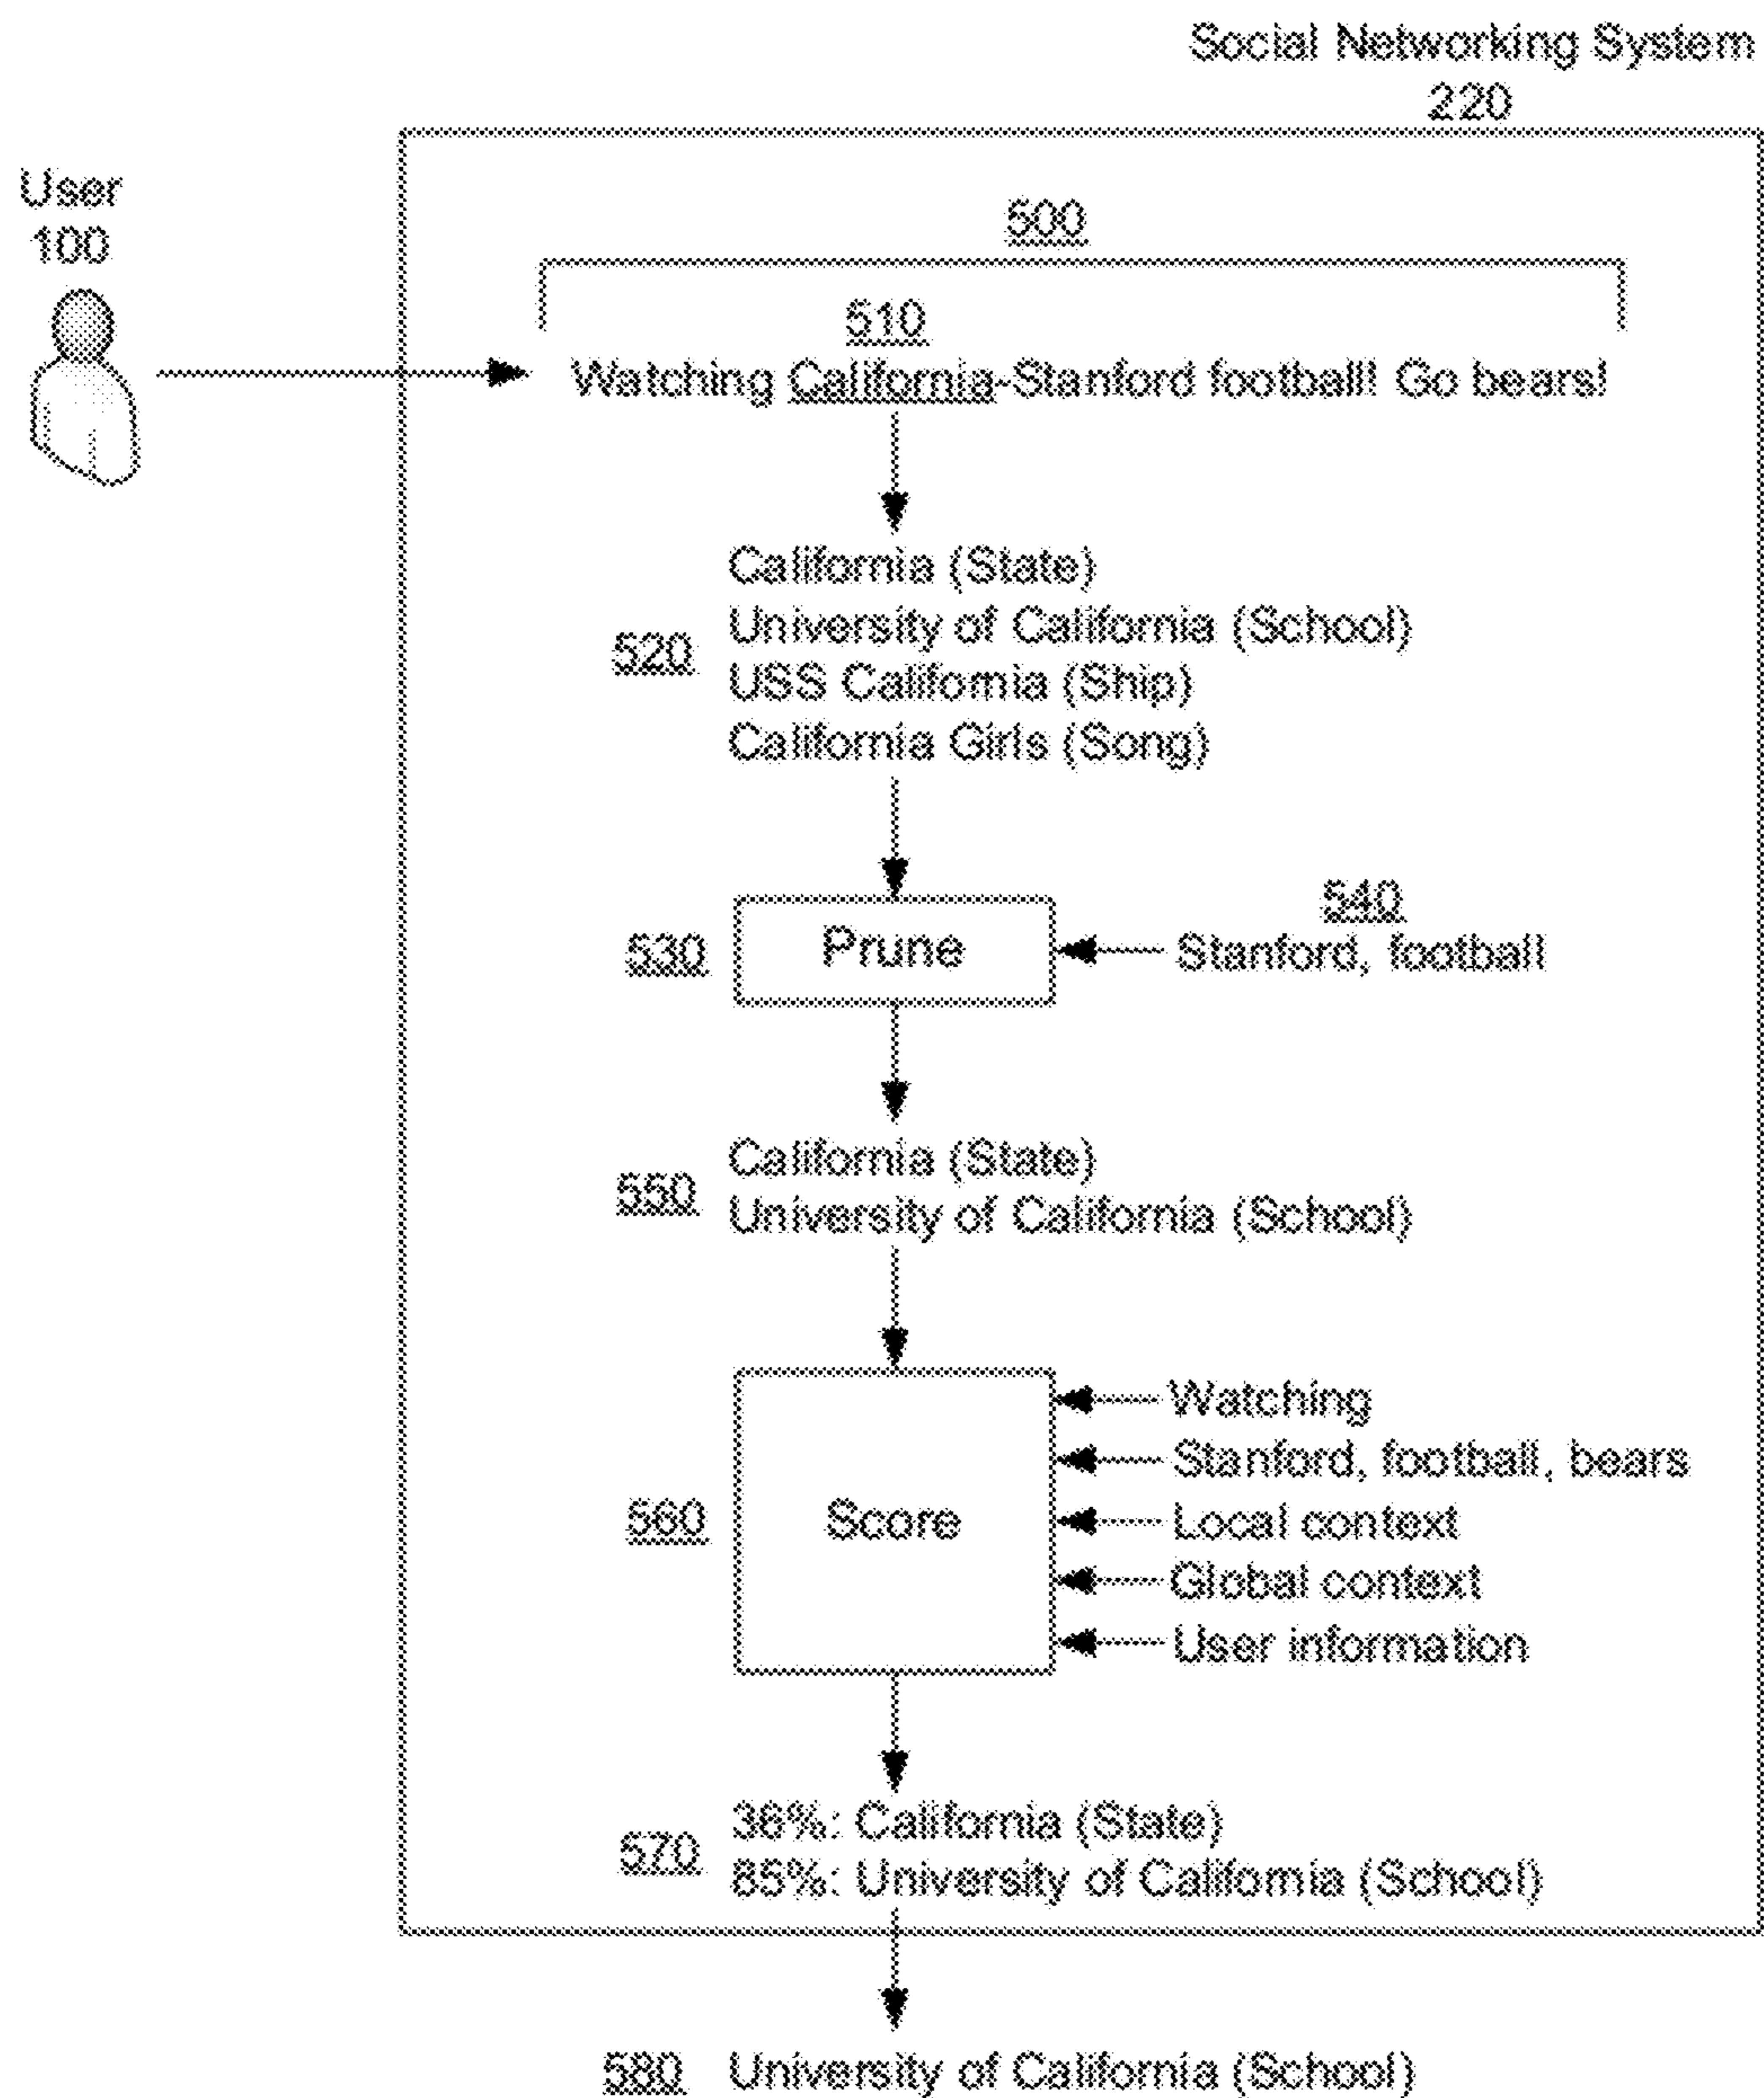 Social Networking System
220
User
100
500
510
Watching California-Stanford football! Go bears!
520
California (State)
University of California (School)
USS California (Ship)
California Girls (Song)
530
Prune
540
Stanford, football
550
California (State)
University of California (School)
560
Score
Watching
Stanford, football, bears
Local context
Global context
User information
570
36%: California (State)
85%: University of California (School)
580 University of California (School)